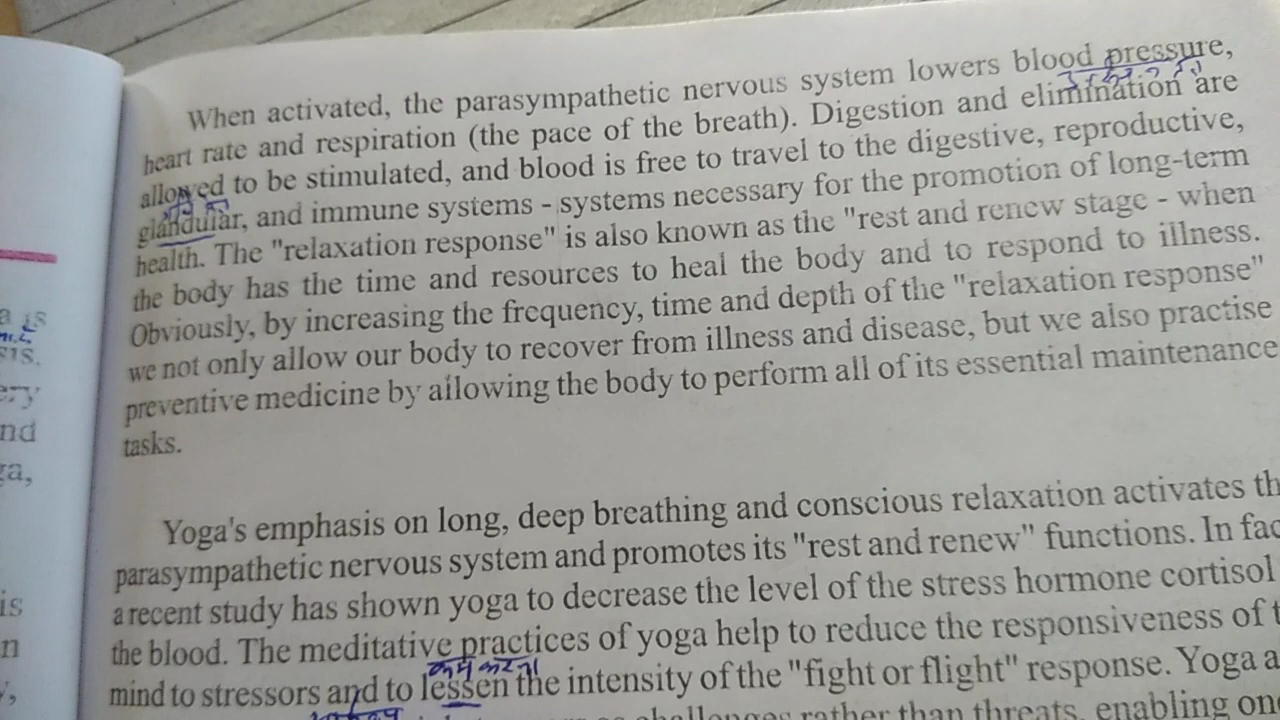 When activated, the parasympathetic nervous system lowers blood pressure,
heart rate and respiration (the pace of the breath). Digestion and elimination are
allowed to be stimulated, and blood is free to travel to the digestive, reproductive,
glandular, and immune systems - systems necessary for the promotion of long-term
health. The "relaxation response" is also known as the "rest and renew stage - when
the body has the time and resources to heal the body and to respond to illness.
Obviously, by increasing the frequency, time and depth of the "relaxation response"
we not only allow our body to recover from illness and disease, but we also practise
preventive medicine by allowing the body to perform all of its essential maintenance
tasks.
Yoga's emphasis on long, deep breathing and conscious relaxation activates th
parasympathetic nervous system and promotes its "rest and renew" functions. In fac
a recent study has shown yoga to decrease the level of the stress hormone cortisol
the blood. The meditative practices of yoga help to reduce the responsiveness of t
कम करना
mind to stressors and to lessen the intensity of the "fight or flight" response. Yoga a
challenges rather than threats, enabling one